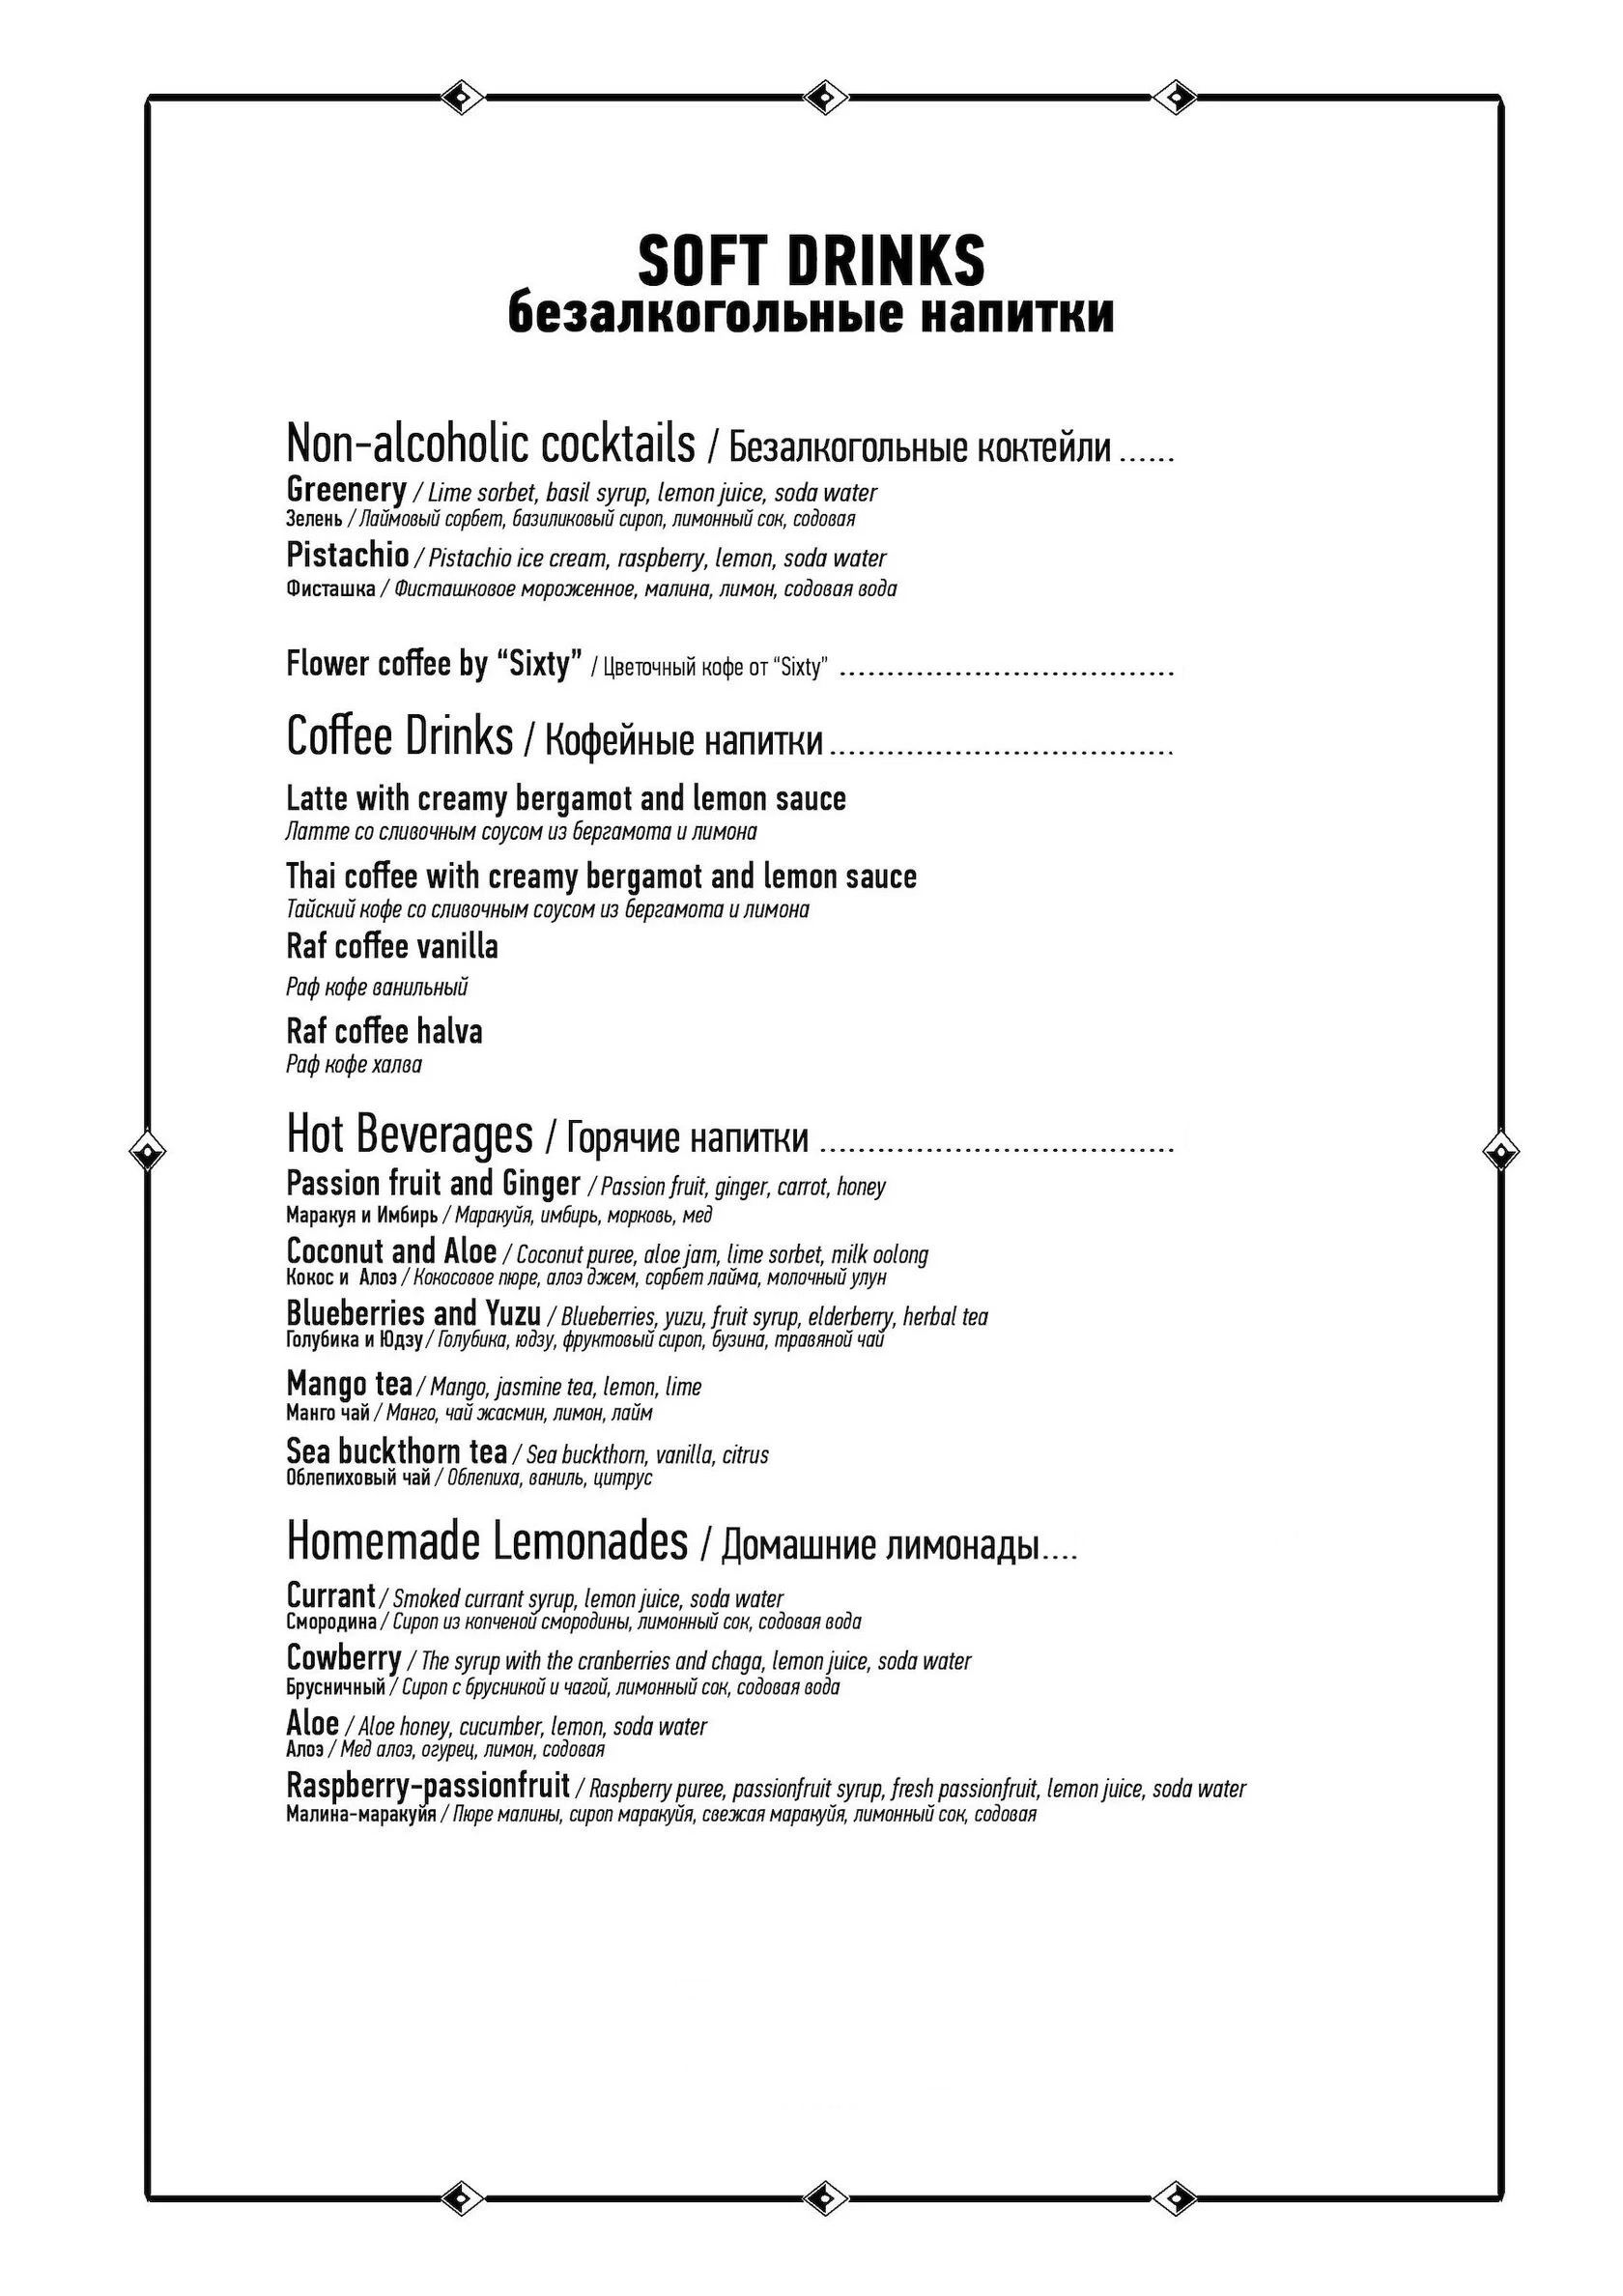 SOFT DRINKS
безалкогольные напитки
Non-alcoholic cocktails / Безалкогольные коктейли ......
Greenery / Lime sorbet, basil syrup, lemon juice, soda water
Зелень / Лаймовый сорбет, базиликовый сироп, лимонный сок, содовая
Pistachio / Pistachio ice cream, raspberry, lemon, soda water
Фисташка / Фисташковое мороженное, малина, лимон, содовая вода
Flower coffee by “Sixty” / Цветочный кофе от “Sixty” ...................................
Coffee Drinks / Кофейные напитки ....................................
Latte with creamy bergamot and lemon sauce
Латте со сливочным соусом из бергамота и лимона
Thai coffee with creamy bergamot and lemon sauce
Тайский кофе со сливочным соусом из бергамота и лимона
Raf coffee vanilla
Раф кофе ванильный
Raf coffee halva
Раф кофе халва
Hot Beverages / Горячие напитки .....................................
Passion fruit and Ginger / Passion fruit, ginger, carrot, honey
Маракуя и Имбирь / Маракуйя, имбирь, морковь, мед
Coconut and Aloe / Coconut puree, aloe jam, lime sorbet, milk oolong
Кокос и Алоэ / Кокосовое пюре, алоэ джем, сорбет лайма, молочный улун
Blueberries and Yuzu / Blueberries, yuzu, fruit syrup, elderberry, herbal tea
Голубика и Юдзу / Голубика, юдзу, фруктовый сироп, бузина, травяной чай
Mango tea / Mango, jasmine tea, lemon, lime
Манго чай / Манго, чай жасмин, лимон, лайм
Sea buckthorn tea / Sea buckthorn, vanilla, citrus
Облепиховый чай / Облепиха, ваниль, цитрус
Homemade Lemonades / Домашние лимонады....
Currant / Smoked currant syrup, lemon juice, soda water
Смородина / Сироп из копченой смородины, лимонный сок, содовая вода
Cowberry / The syrup with the cranberries and chaga, lemon juice, soda water
Брусничный / Сироп с брусникой и чагой, лимонный сок, содовая вода
Aloe / Aloe honey, cucumber, lemon, soda water
Алоэ / Мед алоэ, огурец, лимон, содовая
Raspberry-passionfruit / Raspberry puree, passionfruit syrup, fresh passionfruit, lemon juice, soda water
Малина-маракуйя / Пюре малины, сироп маракуйя, свежая маракуйя, лимонный сок, содовая